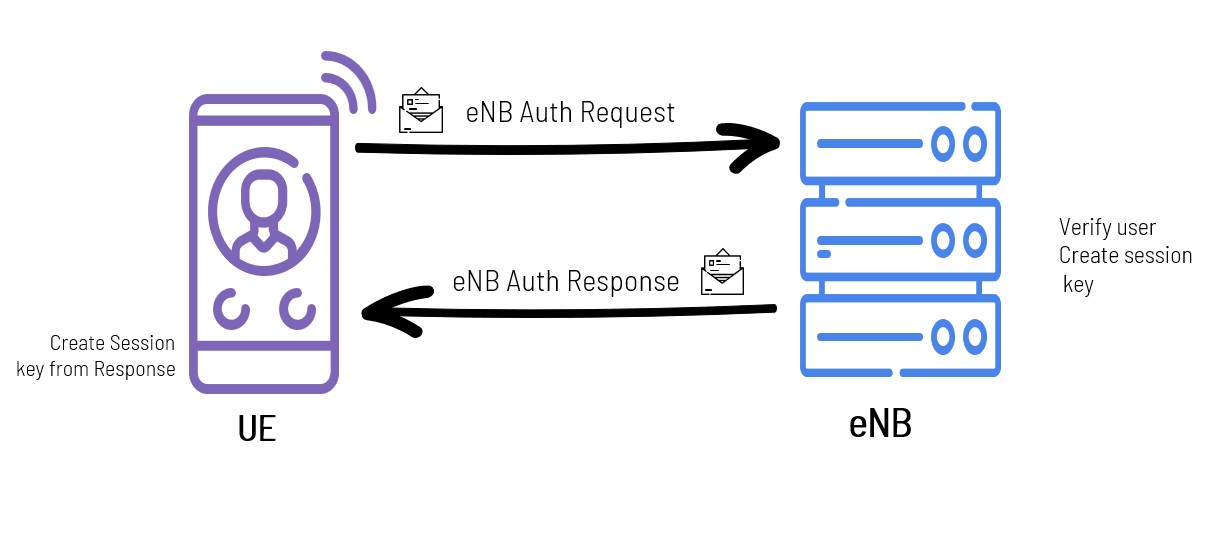 eNB Auth Request
Verify user
Create session
key
eNB Auth Response
Create Session
key from Response
UE
eNB